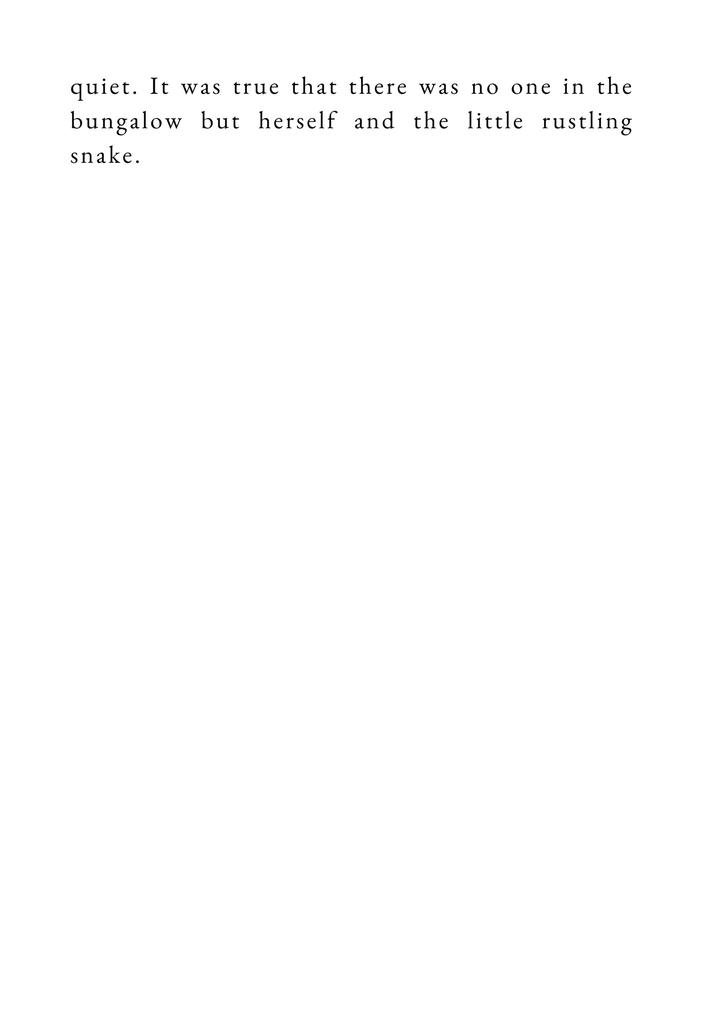 quiet. It was true that there was no one in the
bungalow but herself and the little rustling
snake.